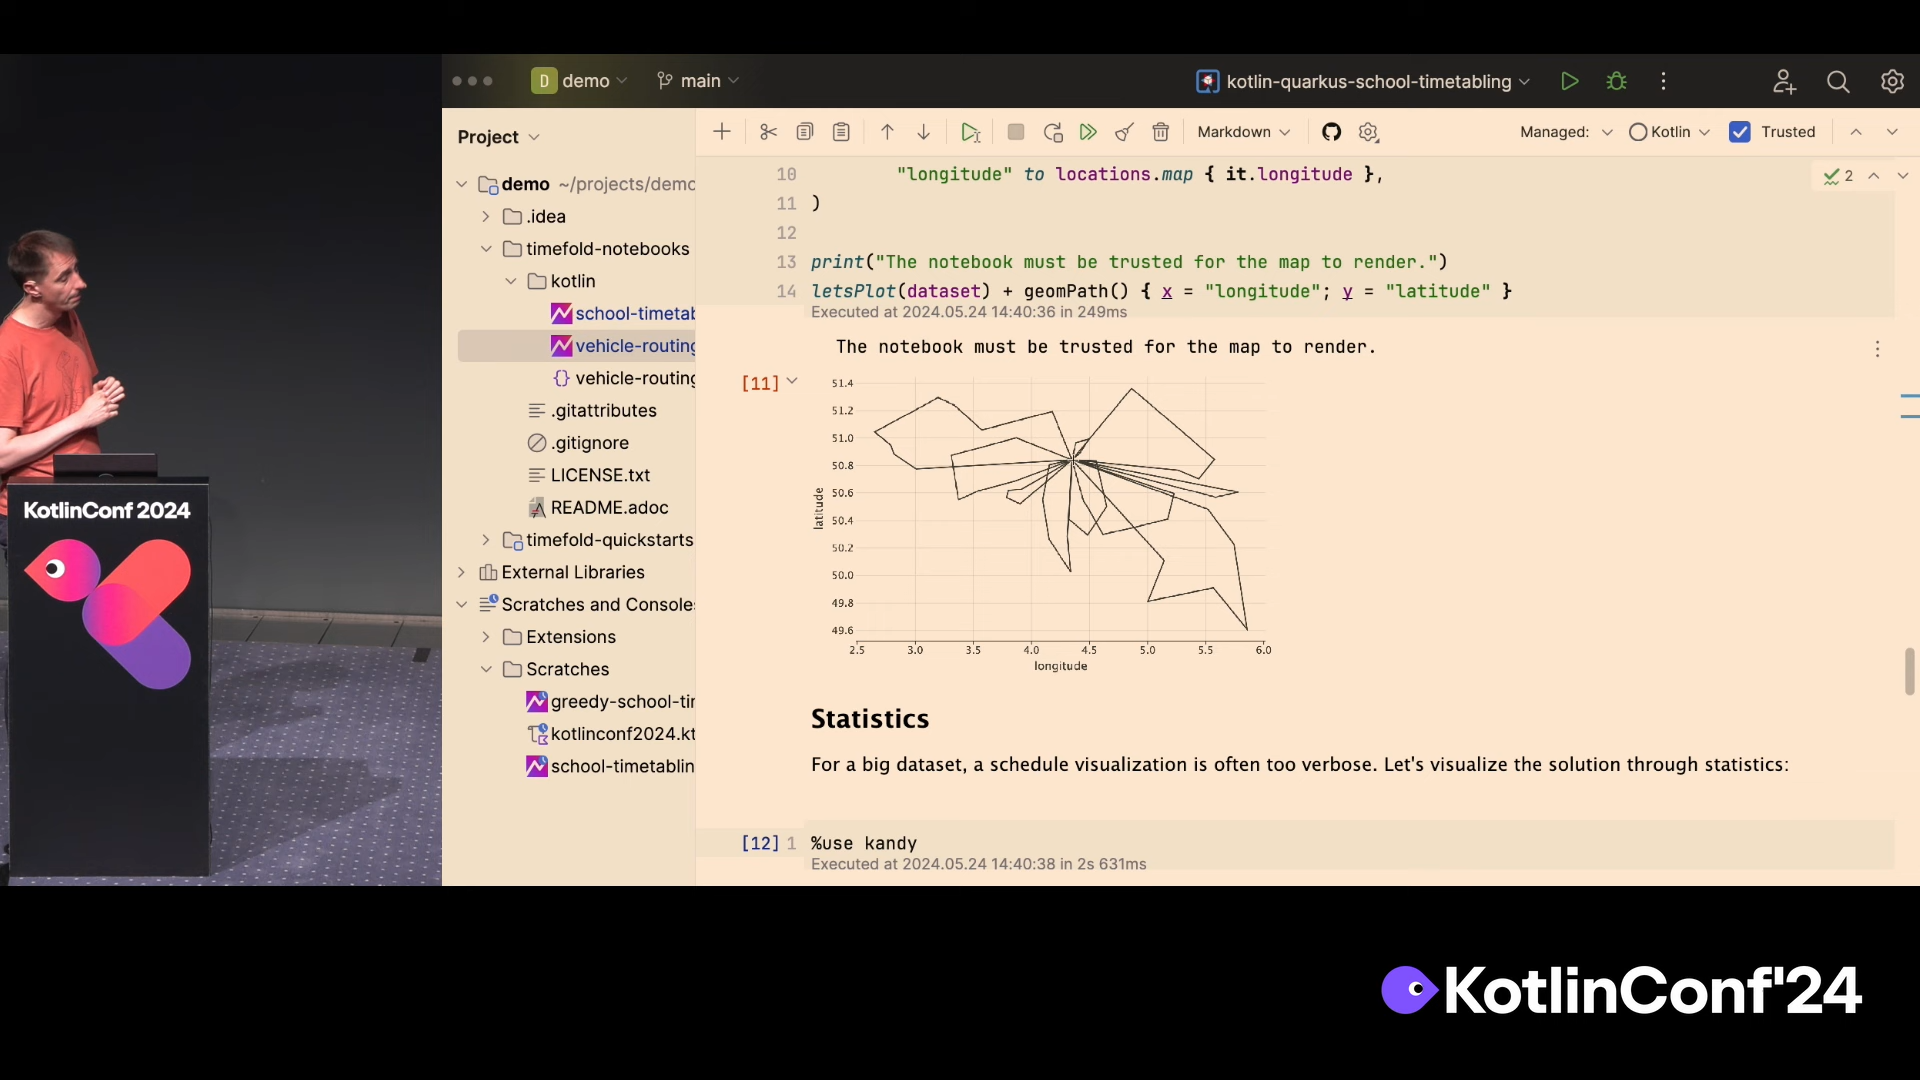 D demo
main
kotlin-quarkus-school-timetabling
Project
Markdown
Managed:
Kotlin
Trusted
demo ~/projects/demo
.idea
timefold-notebooks
kotlin
school-timetab
vehicle-routing
{} vehicle-routing
.gitattributes
.gitignore
LICENSE.txt
README.adoc
timefold-quickstarts
External Libraries
Scratches and Consoles
Extensions
Scratches
greedy-school-tim
kotlinconf2024.kt
school-timetablin
10 "longitude" to locations.map { it.longitude },
2
11 )
12
13 print("The notebook must be trusted for the map to render.")
14 letsPlot(dataset) + geomPath() { x = "longitude"; y = "latitude" }
Executed at 2024.05.24 14:40:36 in 249ms
The notebook must be trusted for the map to render.
[11]
51.4
51.2
51.0
50.8
50.6
50.4
50.2
50.0
49.8
49.6
latitude
2.5 3.0 3.5 4.0 4.5 5.0 5.5 6.0
longitude
Statistics
For a big dataset, a schedule visualization is often too verbose. Let's visualize the solution through statistics:
[12] 1 %use kandy
Executed at 2024.05.24 14:40:38 in 2s 631ms
KotlinConf 2024
KotlinConf'24